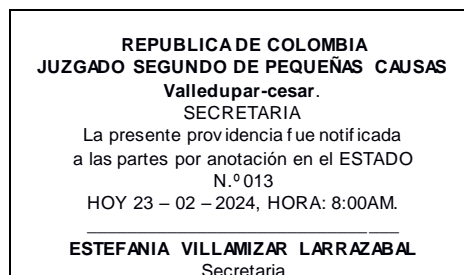 REPUBLICA DE COLOMBIA
JUZGADO SEGUNDO DE PEQUEÑAS CAUSAS
Valledupar-cesar.
SECRETARIA
La presente providencia fue notificada
a las partes por anotación en el ESTADO
N.º 013
HOY 23 – 02 – 2024, HORA: 8:00AM.
ESTEFANIA VILLAMIZAR LARRAZABAL
Secretaria